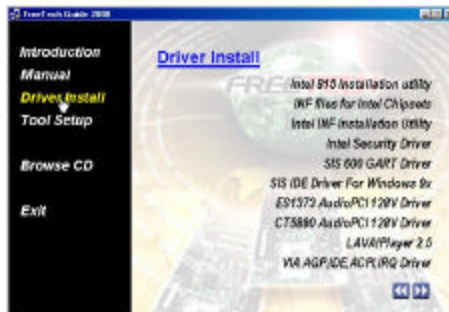 FreeTech Guide 2000
Introduction
Manual
Driver Install
Tool Setup
Browse CD
Exit
Driver Install
Intel 810 Installation utility
INF files for Intel Chipsets
Intel INF Installation Utility
Intel Security Driver
SIS 600 GART Driver
SIS IDE Driver For Windows 9x
ES1373 AudioPCI 128V Driver
CT5880 AudioPCI 128V Driver
LAVA!Player 2.5
VIA AGP,IDE,ACPI,IRQ Driver